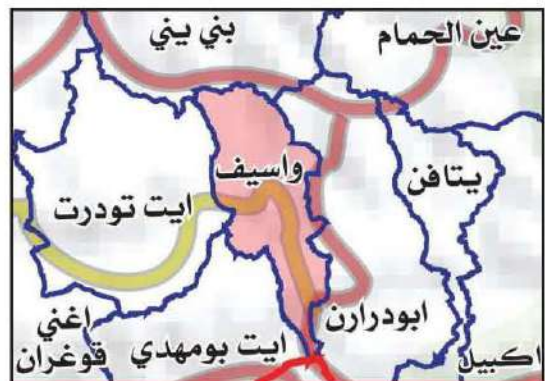 بني يني
عين الحمام
واسيف
يتافن
ايت تودرت
اغني
قوغران
ايت بومهدي
ابودرارن
اكبيل